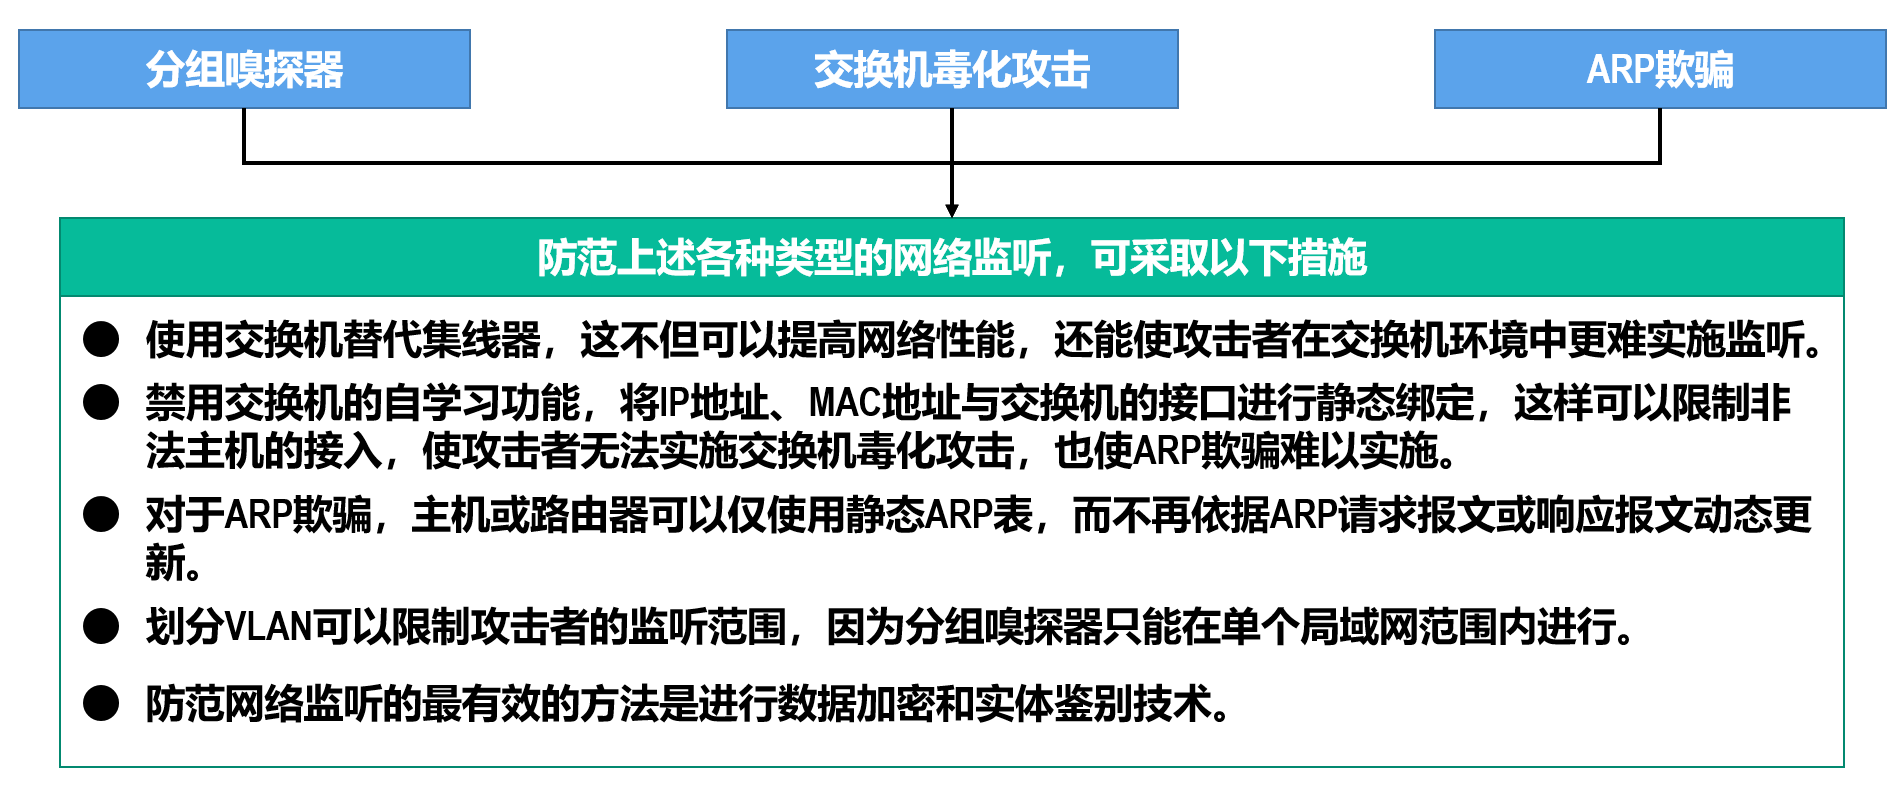 分组嗅探器
交换机毒化攻击
ARP欺骗
防范上述各种类型的网络监听，可采取以下措施
● 使用交换机替代集线器，这不但可以提高网络性能，还能使攻击者在交换机环境中更难实施监听。
● 禁用交换机的自学习功能，将IP地址、MAC地址与交换机的接口进行静态绑定，这样可以限制非
法主机的接入，使攻击者无法实施交换机毒化攻击，也使ARP欺骗难以实施。
● 对于ARP欺骗，主机或路由器可以仅使用静态ARP表，而不再依据ARP请求报文或响应报文动态更
新。
● 划分VLAN可以限制攻击者的监听范围，因为分组嗅探器只能在单个局域网范围内进行。
● 防范网络监听的最有效的方法是进行数据加密和实体鉴别技术。